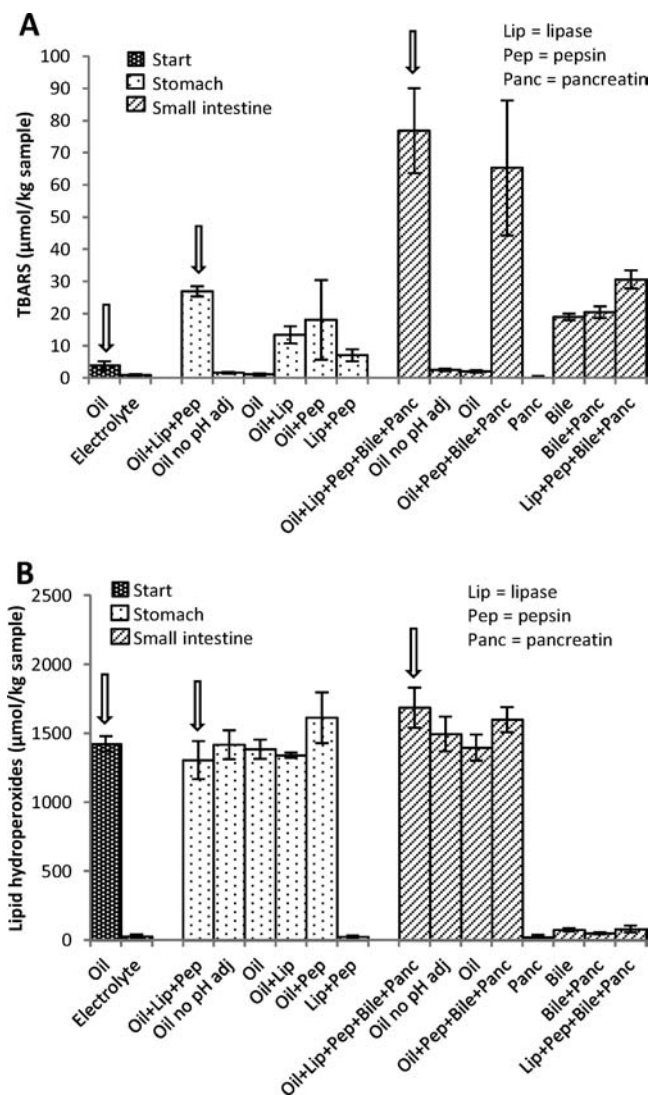 A
Start
Stomach
Small intestine
Lip = lipase
Pep = pepsin
Panc = pancreatin
TBARS (µmol/kg sample)
100
90
80
70
60
50
40
30
20
10
0
Oil
Electrolyte
Oil+Lip+Pep
Oil no pH adj
Oil
Oil+Lip
Oil+Pep
Lip+Pep
Oil+Lip+Pep+Bile+Panc
Oil no pH adj
Oil
Oil+Pep+Bile+Panc
Panc
Bile
Bile+Panc
Lip+Pep+Bile+Panc
B
Start
Stomach
Small intestine
Lip = lipase
Pep = pepsin
Panc = pancreatin
Lipid hydroperoxides (µmol/kg sample)
2500
2000
1500
1000
500
0
Oil
Electrolyte
Oil+Lip+Pep
Oil no pH adj
Oil
Oil+Lip
Oil+Pep
Lip+Pep
Oil+Lip+Pep+Bile+Panc
Oil no pH adj
Oil
Oil+Pep+Bile+Panc
Panc
Bile
Bile+Panc
Lip+Pep+Bile+Panc